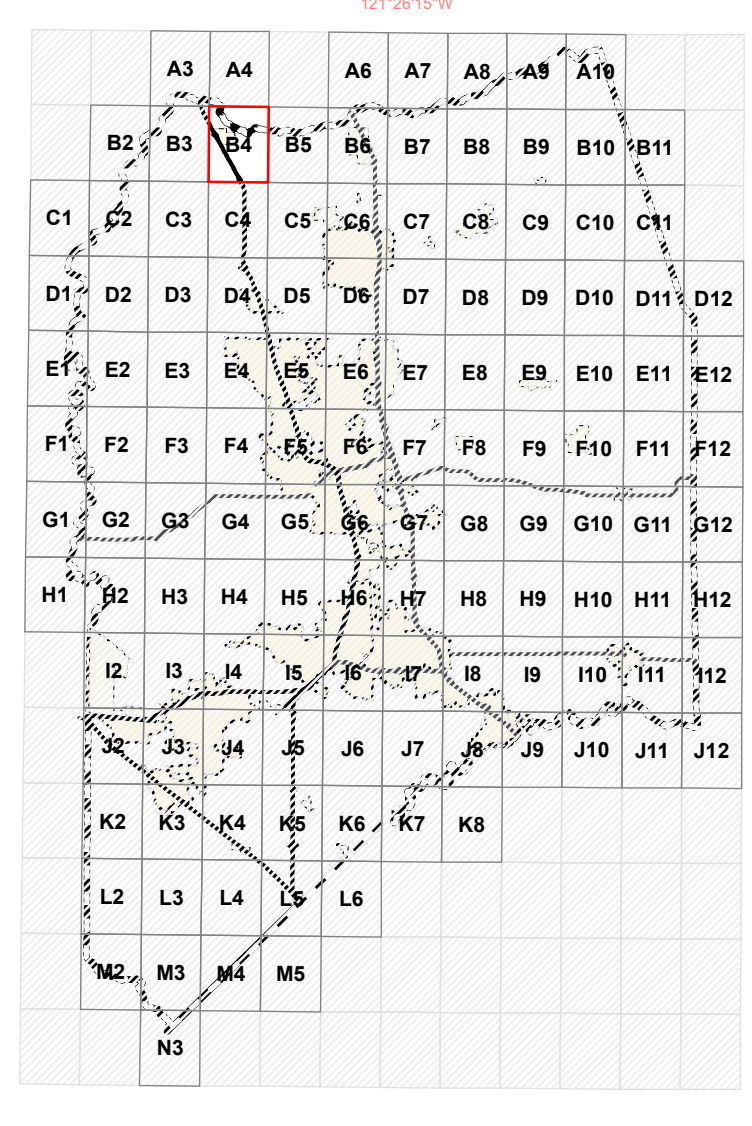 121°26'15"W
A3 A4 A6 A7 A8 A9 A10
B2 B3 B4 B5 B6 B7 B8 B9 B10 B11
C1 C2 C3 C4 C5 C6 C7 C8 C9 C10 C11
D1 D2 D3 D4 D5 D6 D7 D8 D9 D10 D11 D12
E1 E2 E3 E4 E5 E6 E7 E8 E9 E10 E11 E12
F1 F2 F3 F4 F5 F6 F7 F8 F9 F10 F11 F12
G1 G2 G3 G4 G5 G6 G7 G8 G9 G10 G11 G12
H1 H2 H3 H4 H5 H6 H7 H8 H9 H10 H11 H12
I2 I3 I4 I5 I6 I7 I8 I9 I10 I11 I12
J2 J3 J4 J5 J6 J7 J8 J9 J10 J11 J12
K2 K3 K4 K5 K6 K7 K8
L2 L3 L4 L5 L6
M2 M3 M4 M5
N3